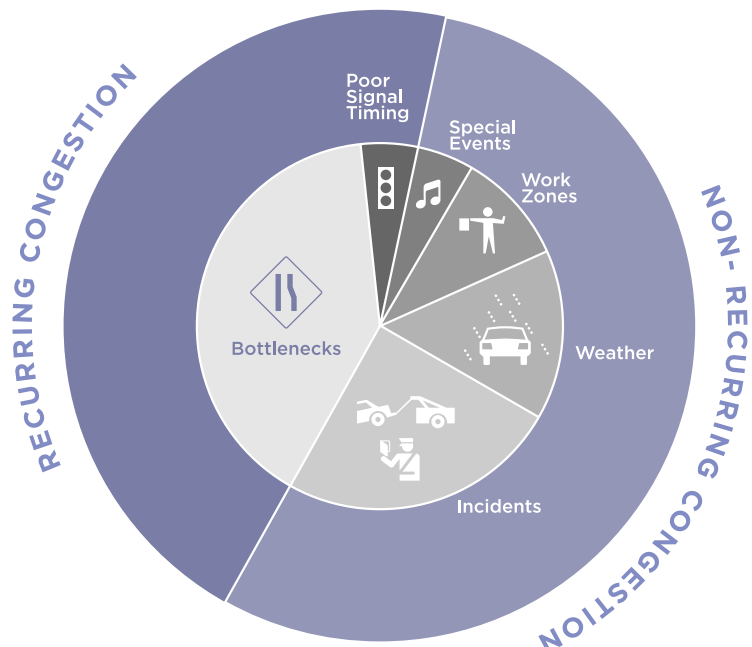 RECURRING CONGESTION
Poor
Signal
Timing
Special
Events
Work
Zones
Weather
Incidents
Bottlenecks
NON- RECURRING CONGESTION